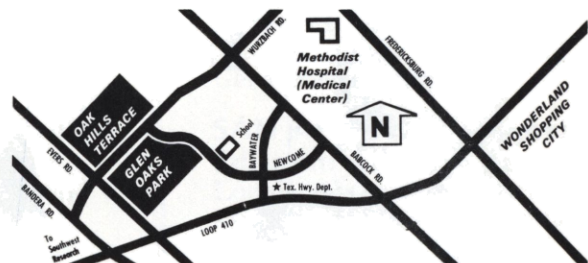 WURZBACH RD.
Methodist
Hospital
(Medical
Center)
FREDERICKSBURG RD.
OAK
HILLS
TERRACE
N
WONDERLAND
SHOPPING
CITY
School
BAYWATER
NEWCOME
EVERS RD.
GLEN
OAKS
PARK
BABCOCK RD.
★ Tex. Hwy. Dept.
BANDERA RD.
LOOP 410
To
Southwest
Research